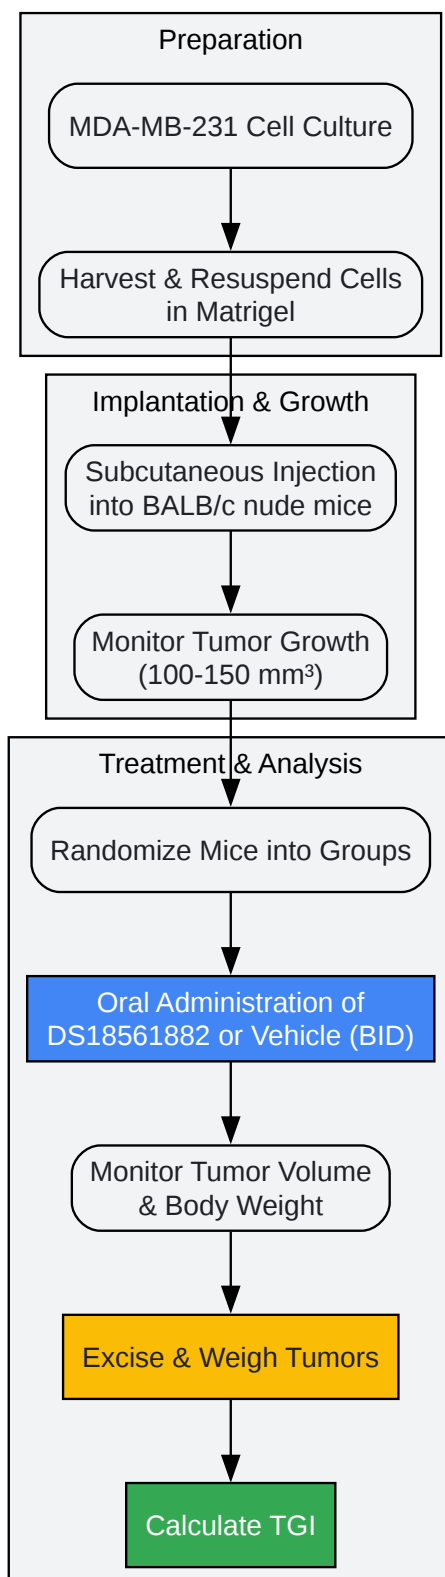 Preparation
MDA-MB-231 Cell Culture
Harvest & Resuspend Cells
in Matrigel
Implantation & Growth
Subcutaneous Injection
into BALB/c nude mice
Monitor Tumor Growth
(100-150 mm³)
Treatment & Analysis
Randomize Mice into Groups
Oral Administration of
DS18561882 or Vehicle (BID)
Monitor Tumor Volume
& Body Weight
Excise & Weigh Tumors
Calculate TGI